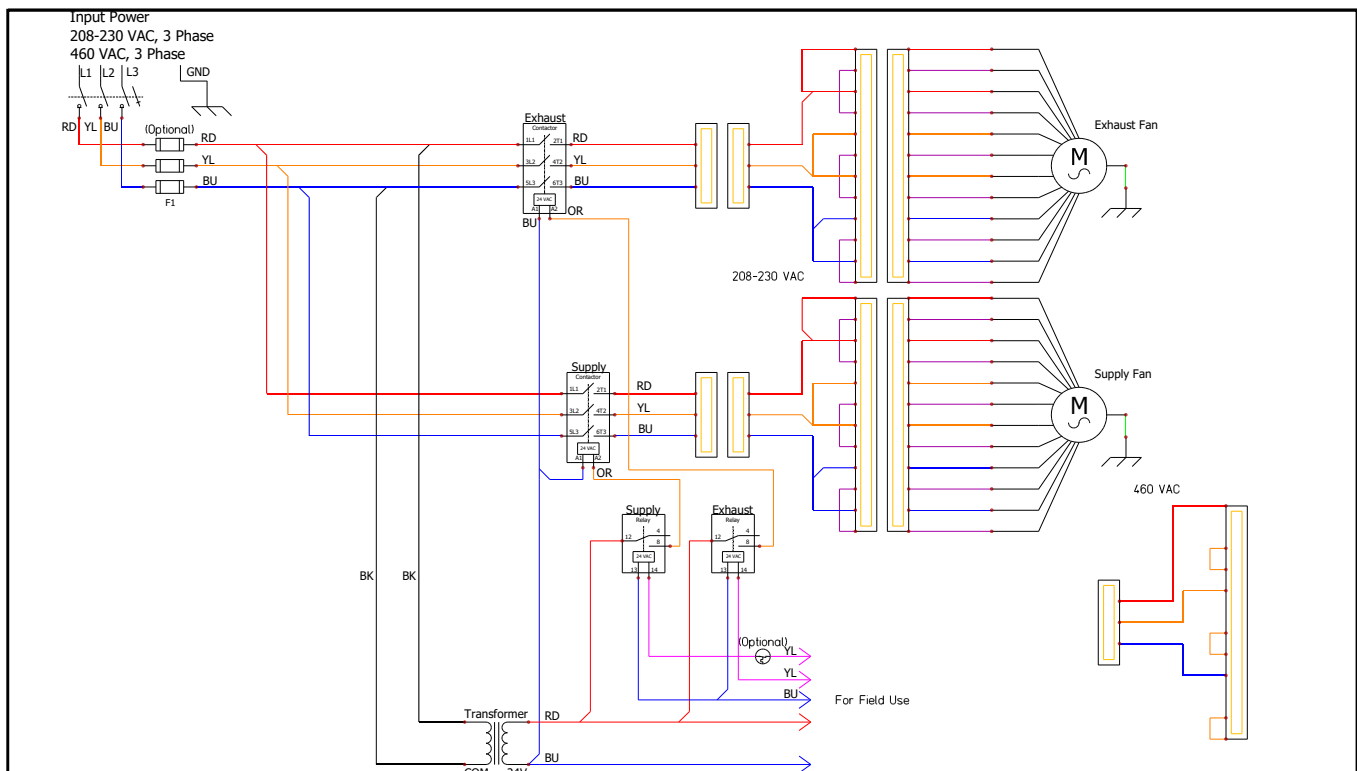 Input Power
208-230 VAC, 3 Phase
460 VAC, 3 Phase
L1 L2 L3 GND
RD YL BU
(Optional) RD
YL
BU
F1
Exhaust
Contactor
1L1 2T1 RD
3L2 4T2 YL
5L3 6T3 BU
24 VAC
A1 A2
BU OR
Exhaust Fan
M
208-230 VAC
Supply
Contactor
1L1 2T1 RD
3L2 4T2 YL
5L3 6T3 BU
24 VAC
A1 A2
OR
Supply Fan
M
460 VAC
Supply
Relay
12 4
8
24 VAC
13 14
Exhaust
Relay
12 4
8
24 VAC
13 14
BK BK
(Optional) YL
YL
BU For Field Use
Transformer RD
BU
COM 24V